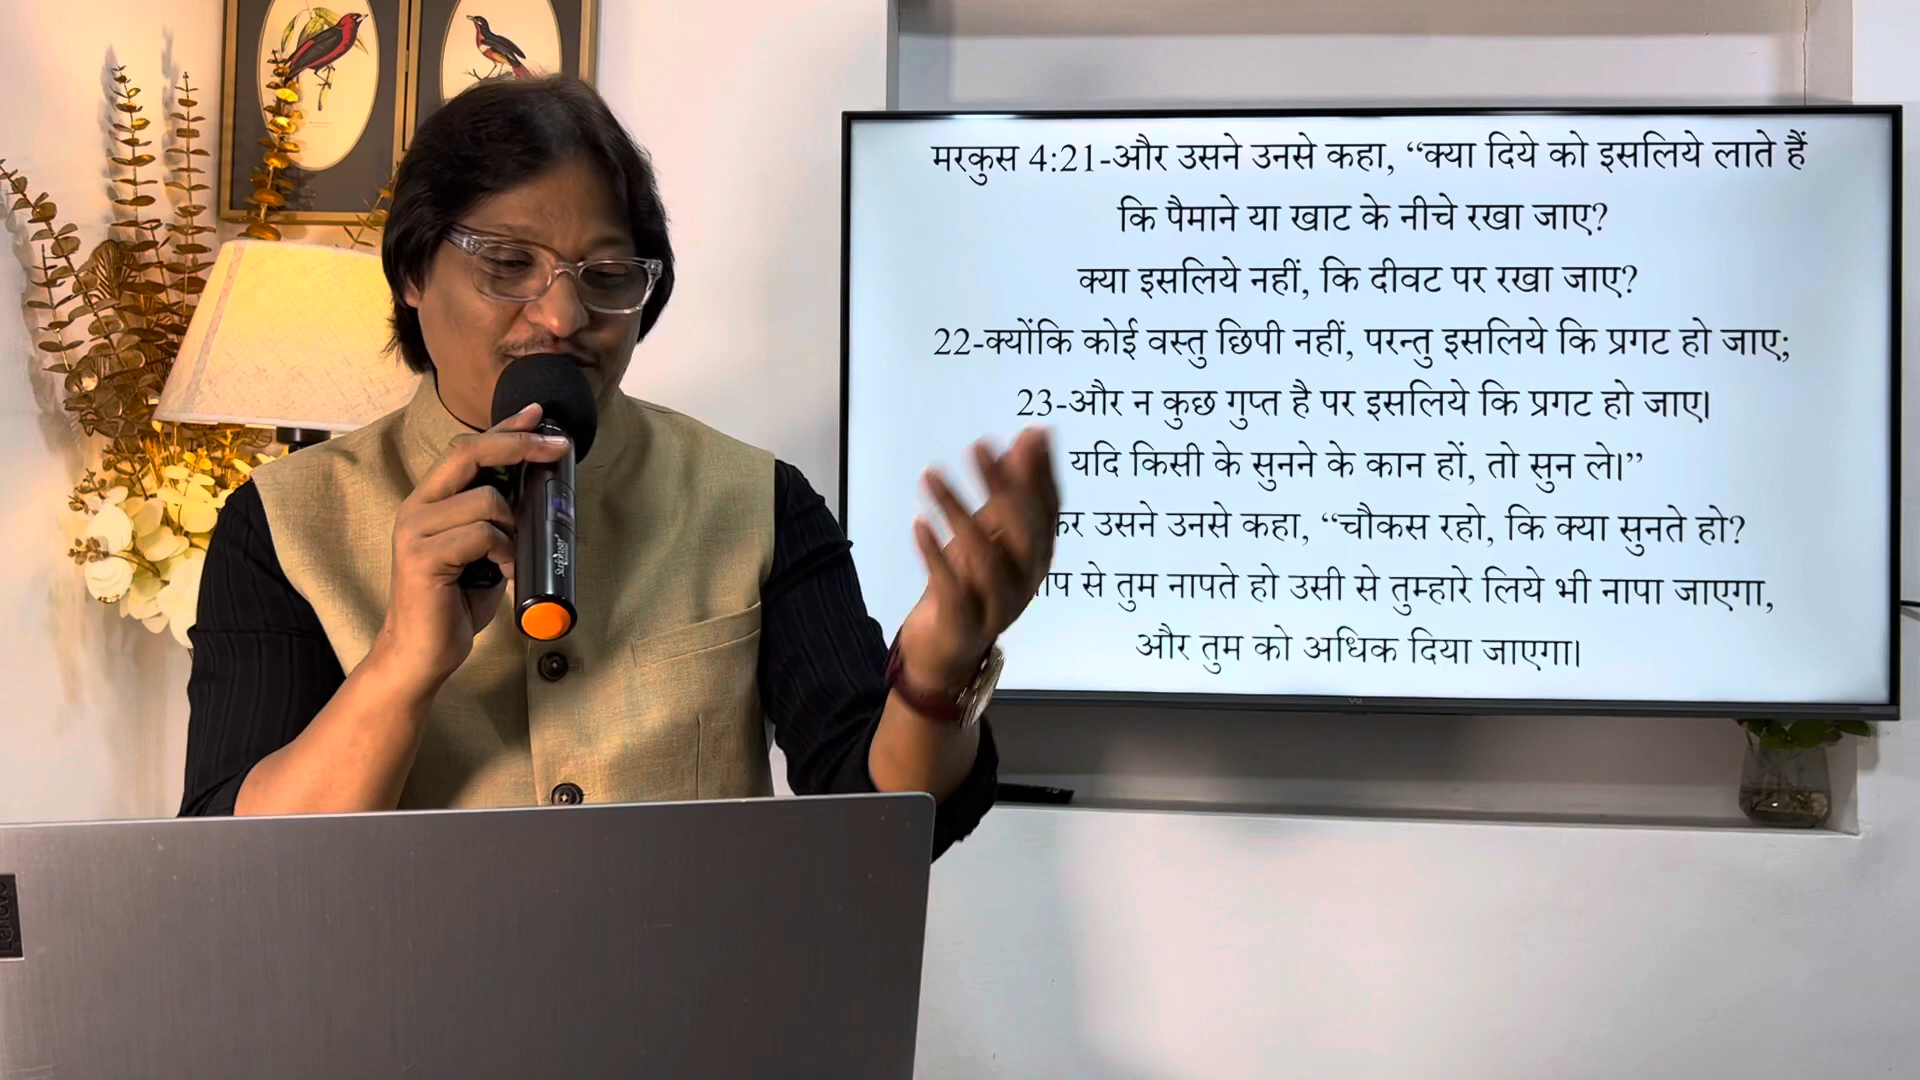 मरकुस 4:21-और उसने उनसे कहा, “क्या दिये को इसलिये लाते हैं
कि पैमाने या खाट के नीचे रखा जाए?
क्या इसलिये नहीं, कि दीवट पर रखा जाए?
22-क्योंकि कोई वस्तु छिपी नहीं, परन्तु इसलिये कि प्रगट हो जाए;
23-और न कुछ गुप्त है पर इसलिये कि प्रगट हो जाए।
यदि किसी के सुनने के कान हों, तो सुन ले।”
उसने उनसे कहा, “चौकस रहो, कि क्या सुनते हो?
से तुम नापते हो उसी से तुम्हारे लिये भी नापा जाएगा,
और तुम को अधिक दिया जाएगा।
Lenovo